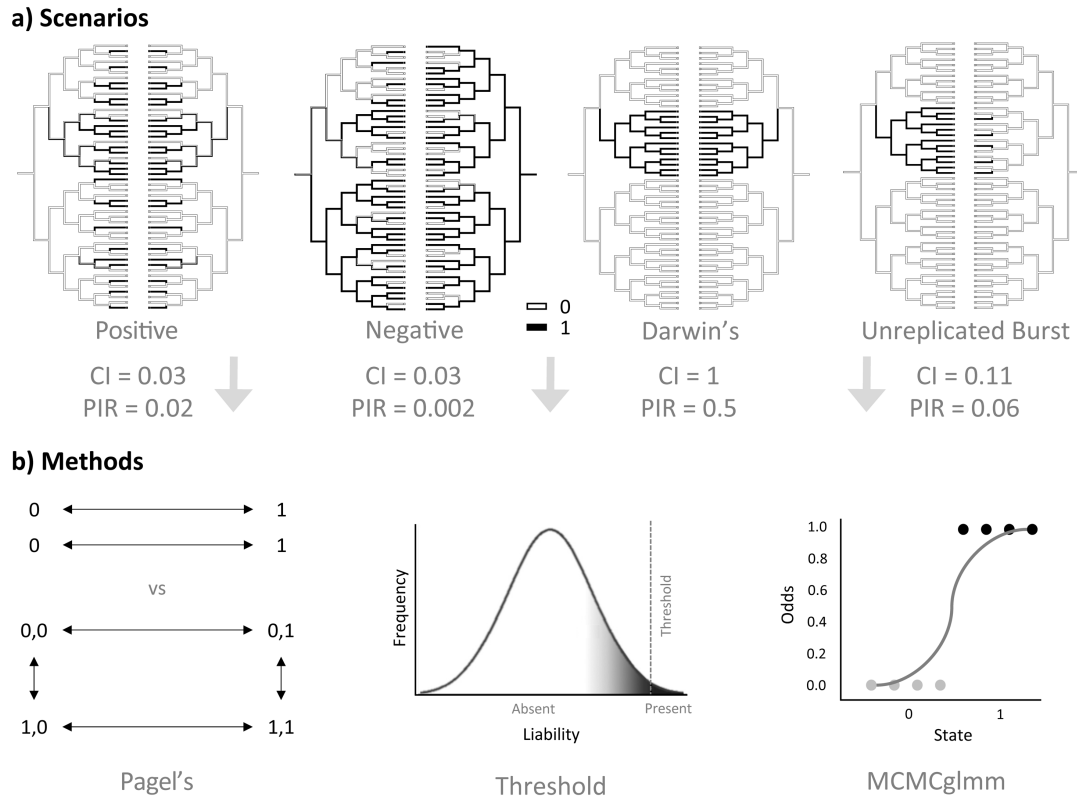 a) Scenarios
0
1
Positive
Negative
Darwin's
Unreplicated Burst
CI = 0.03
PIR = 0.02
CI = 0.03
PIR = 0.002
CI = 1
PIR = 0.5
CI = 0.11
PIR = 0.06
b) Methods
0
1
0
1
vs
0,0
0,1
1,0
1,1
Pagel's
Frequency
Threshold
Absent
Present
Liability
Threshold
Odds
1.0
0.8
0.6
0.4
0.2
0.0
0
1
State
MCMCglmm